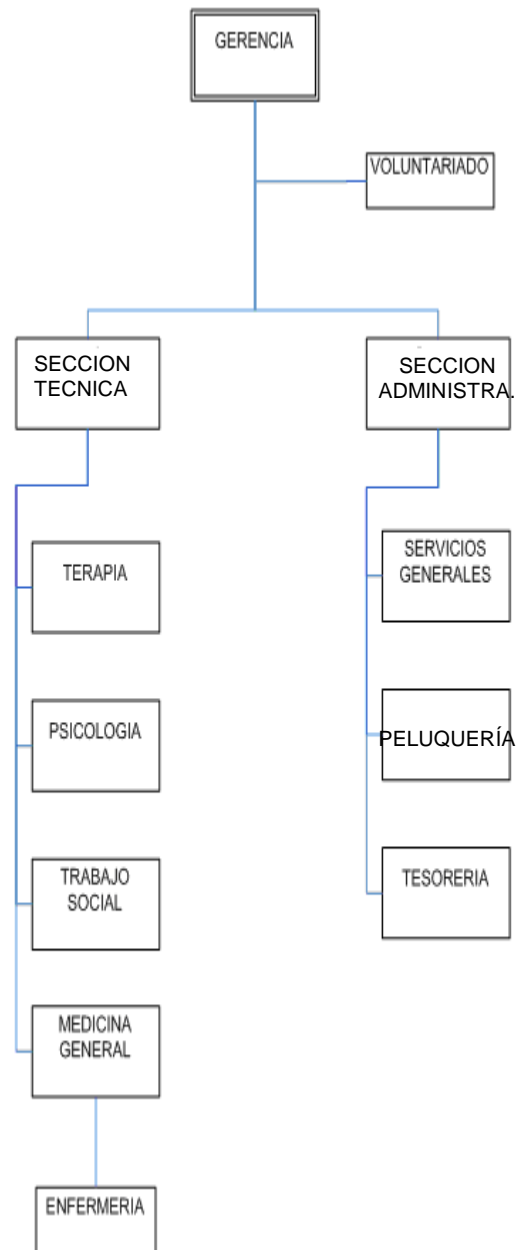 GERENCIA
VOLUNTARIADO
SECCION
TECNICA
SECCION
ADMINISTRA.
TERAPIA
SERVICIOS
GENERALES
PSICOLOGIA
PELUQUERÍA
TRABAJO
SOCIAL
TESORERIA
MEDICINA
GENERAL
ENFERMERIA